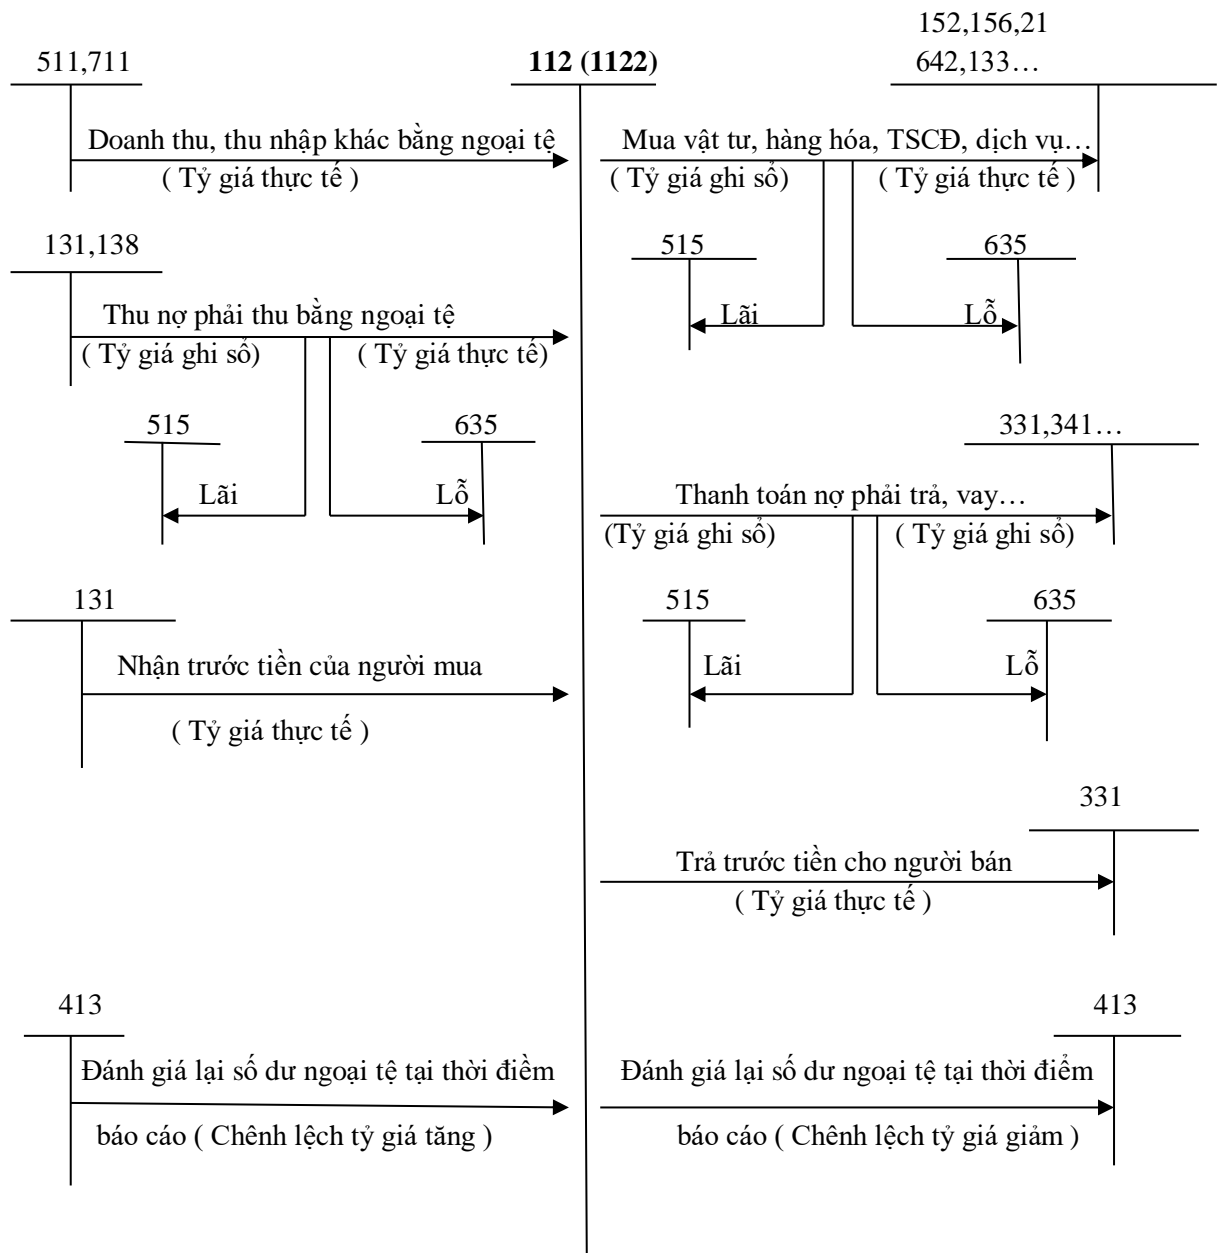 152,156,21
511,711
112 (1122)
642,133…
Doanh thu, thu nhập khác bằng ngoại tệ
( Tỷ giá thực tế )
Mua vật tư, hàng hóa, TSCĐ, dịch vụ…
( Tỷ giá ghi sổ)
( Tỷ giá thực tế )
515
635
Lãi
Lỗ
131,138
Thu nợ phải thu bằng ngoại tệ
( Tỷ giá ghi sổ)
( Tỷ giá thực tế)
515
635
Lãi
Lỗ
331,341…
Thanh toán nợ phải trả, vay…
(Tỷ giá ghi sổ)
( Tỷ giá ghi sổ)
515
635
Lãi
Lỗ
131
Nhận trước tiền của người mua
( Tỷ giá thực tế )
331
Trả trước tiền cho người bán
( Tỷ giá thực tế )
413
Đánh giá lại số dư ngoại tệ tại thời điềm
báo cáo ( Chênh lệch tỷ giá tăng )
413
Đánh giá lại số dư ngoại tệ tại thời điểm
báo cáo ( Chênh lệch tỷ giá giảm )